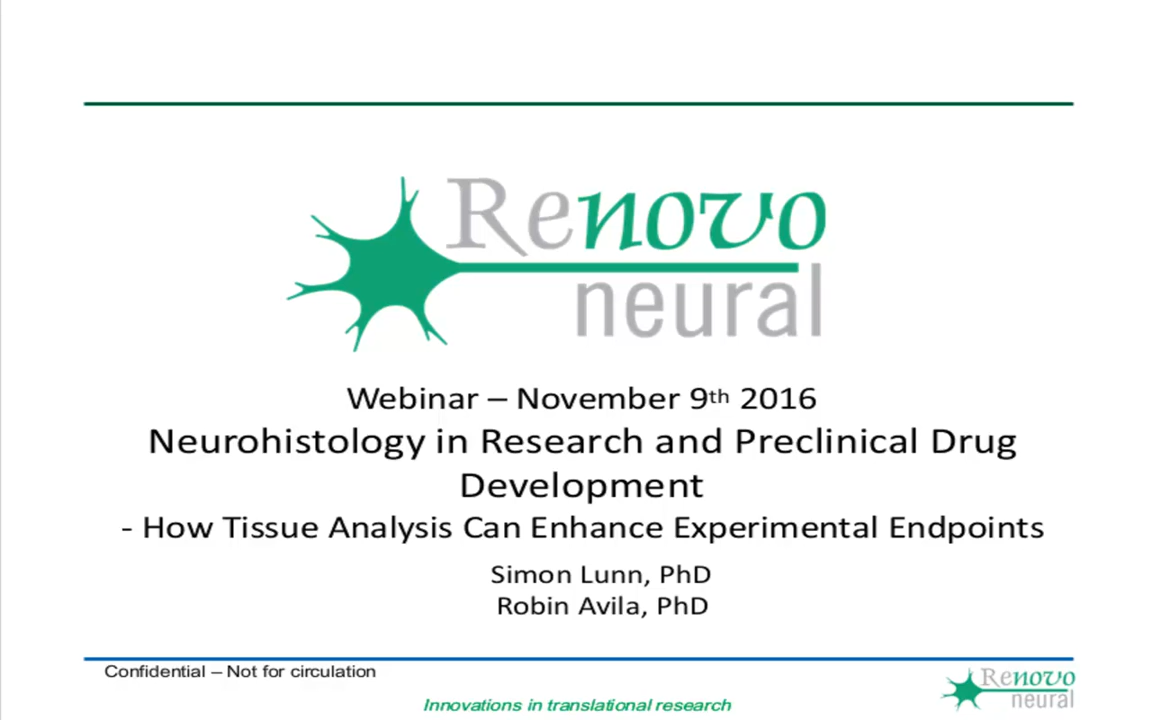 Renovo
neural
Webinar – November 9th 2016
Neurohistology in Research and Preclinical Drug
Development
- How Tissue Analysis Can Enhance Experimental Endpoints
Simon Lunn, PhD
Robin Avila, PhD
Confidential – Not for circulation
Innovations in translational research
Renovo
neural